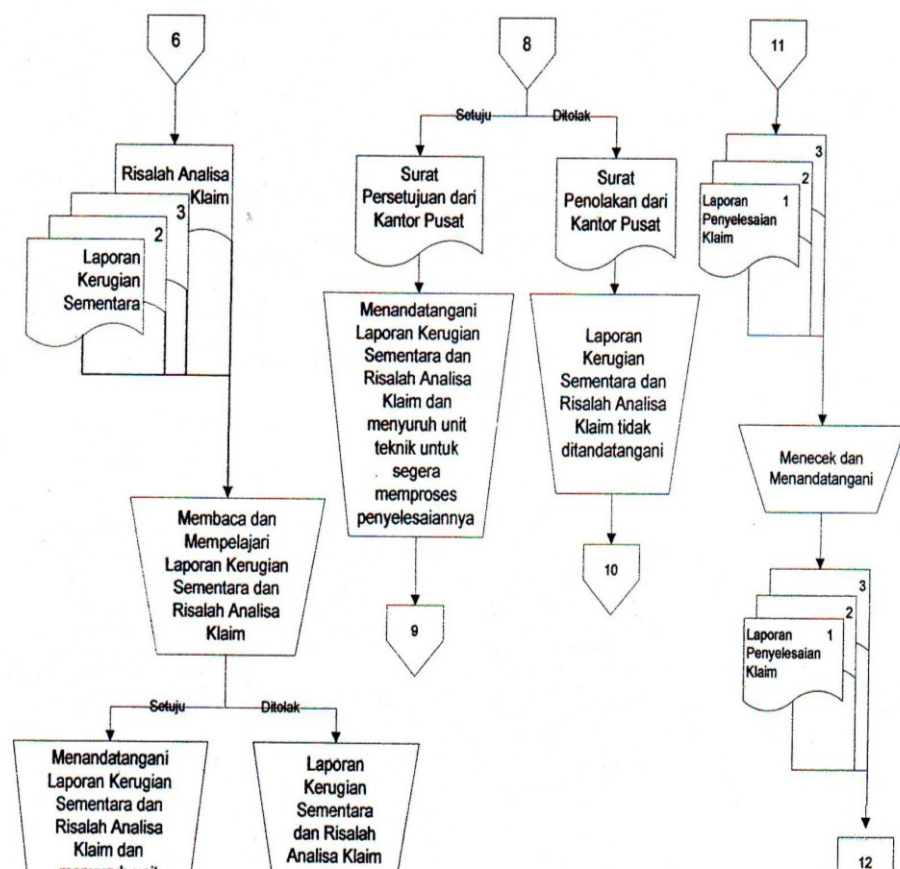 6
Risalah Analisa
Klaim
3
2
Laporan
Kerugian
Sementara
Membaca dan
Mempelajari
Laporan Kerugian
Sementara dan
Risalah Analisa
Klaim
Setuju
Ditolak
Menandatangani
Laporan Kerugian
Sementara dan
Risalah Analisa
Klaim dan
Laporan
Kerugian
Sementara
dan Risalah
Analisa Klaim
8
Setuju
Ditolak
Surat
Persetujuan dari
Kantor Pusat
Surat
Penolakan dari
Kantor Pusat
Menandatangani
Laporan Kerugian
Sementara dan
Risalah Analisa
Klaim dan
menyuruh unit
teknik untuk
segera
memproses
penyelesaiannya
Laporan
Kerugian
Sementara dan
Risalah Analisa
Klaim tidak
ditandatangani
9
10
11
3
2
Laporan 1
Penyelesaian
Klaim
Menecek dan
Menandatangani
3
2
Laporan 1
Penyelesaian
Klaim
12